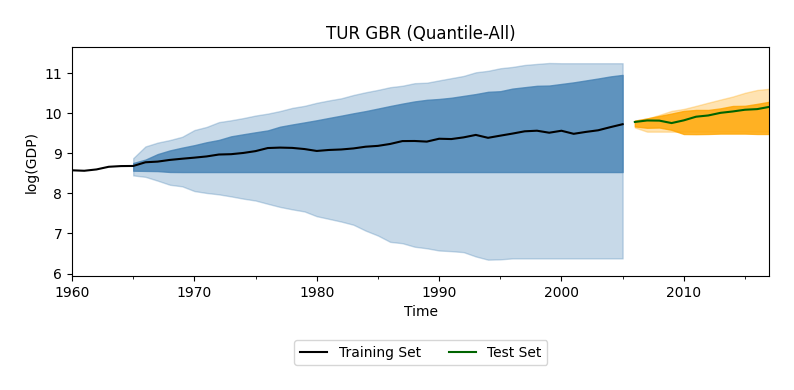 TUR GBR (Quantile-All)
log(GDP)
11
10
9
8
7
6
1960 1970 1980 1990 2000 2010
Time
Training Set Test Set